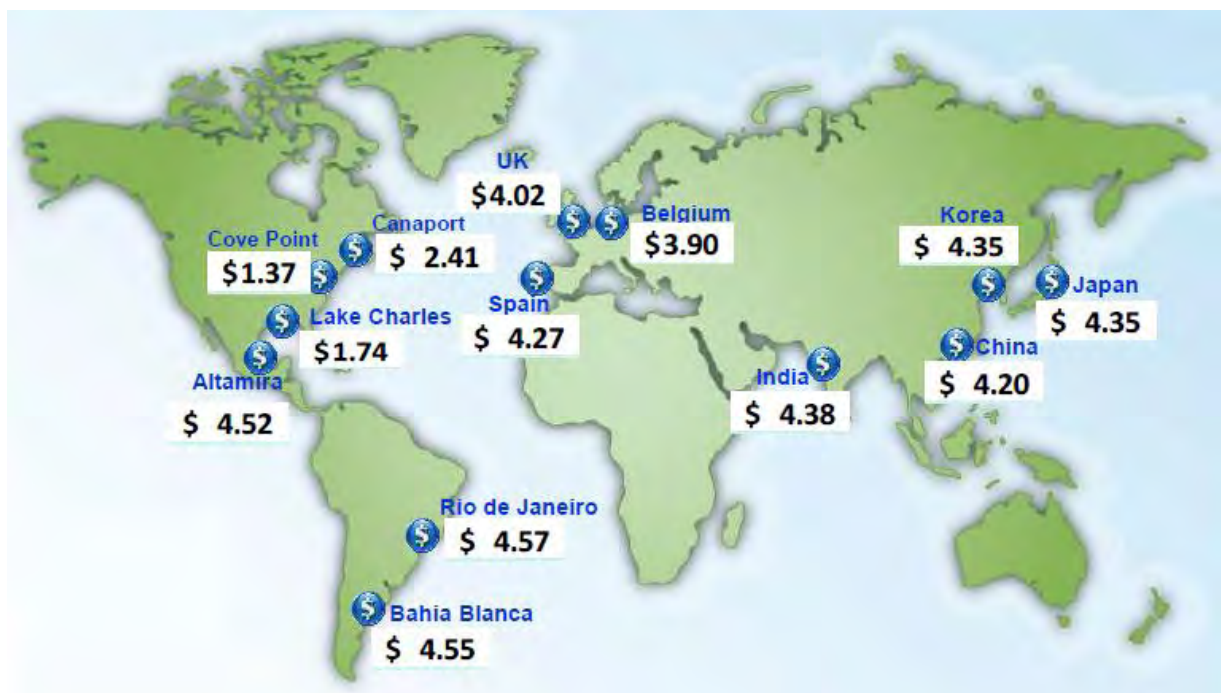 UK
$4.02
Belgium
$3.90
Korea
$ 4.35
Canaport
$ 2.41
Cove Point
$1.37
Japan
$ 4.35
Spain
$ 4.27
Lake Charles
$1.74
China
$ 4.20
India
$ 4.38
Altamira
$ 4.52
Rio de Janeiro
$ 4.57
Bahia Blanca
$ 4.55